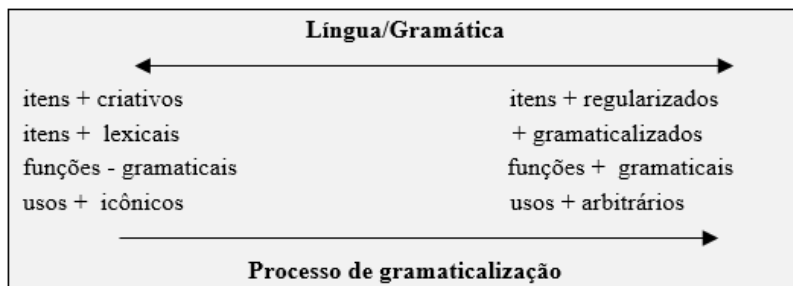 Língua/Gramática
itens + criativos itens + regularizados
itens + lexicais + gramaticalizados
funções - gramaticais funções + gramaticais
usos + icônicos usos + arbitrários
Processo de gramaticalização